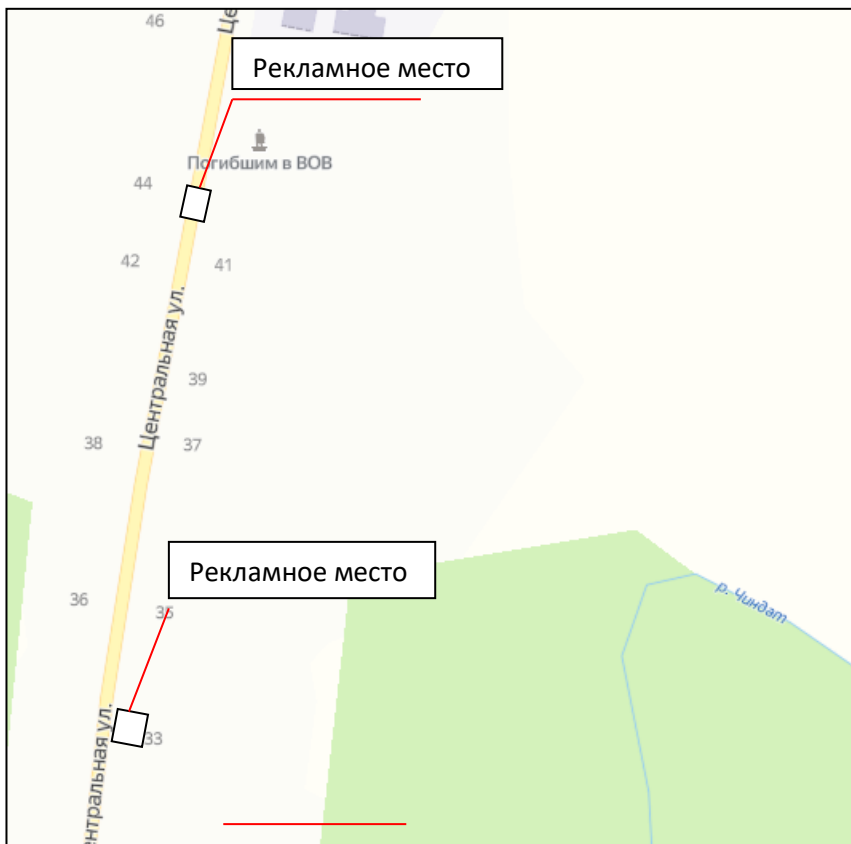 46
Це
Рекламное место
Погибшим в ВОВ
44
42
41
Центральная ул.
39
38
37
Рекламное место
36
35
р. Чиндат
33
ентральная ул.